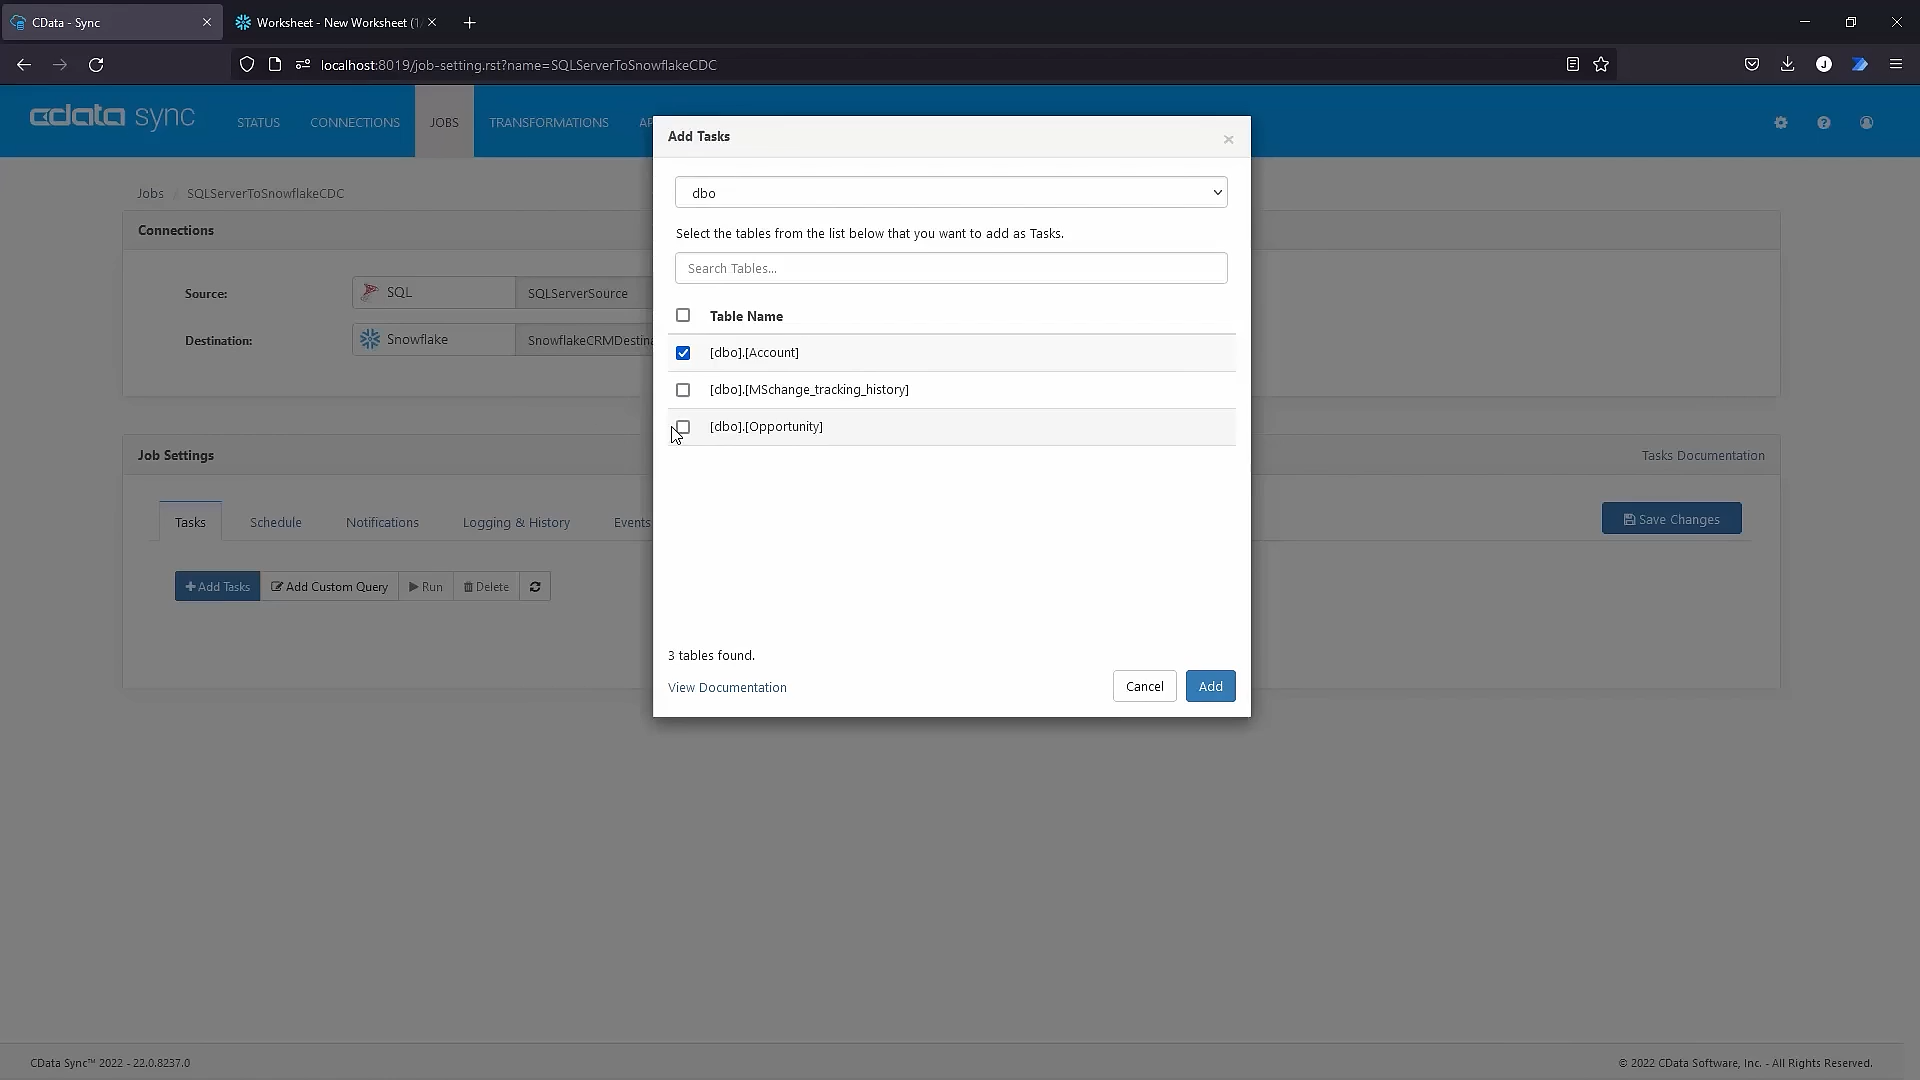 CData - Sync
Worksheet - New Worksheet (1/
localhost:8019/job-setting.rst?name=SQLServerToSnowflakeCDC
J
cdata sync
STATUS
CONNECTIONS
JOBS
TRANSFORMATIONS
AP
Add Tasks
×
dbo
Select the tables from the list below that you want to add as Tasks.
Search Tables...
Table Name
[dbo].[Account]
[dbo].[MSchange_tracking_history]
[dbo].[Opportunity]
3 tables found.
View Documentation
Cancel
Add
Jobs / SQLServerToSnowflakeCDC
Connections
Source:
SQL
SQLServerSource
Destination:
Snowflake
SnowflakeCRMDestina
Job Settings
Tasks Documentation
Tasks
Schedule
Notifications
Logging & History
Events
Save Changes
Add Tasks
Add Custom Query
Run
Delete
CData Sync™ 2022 - 22.0.8237.0
© 2022 CData Software, Inc. - All Rights Reserved.